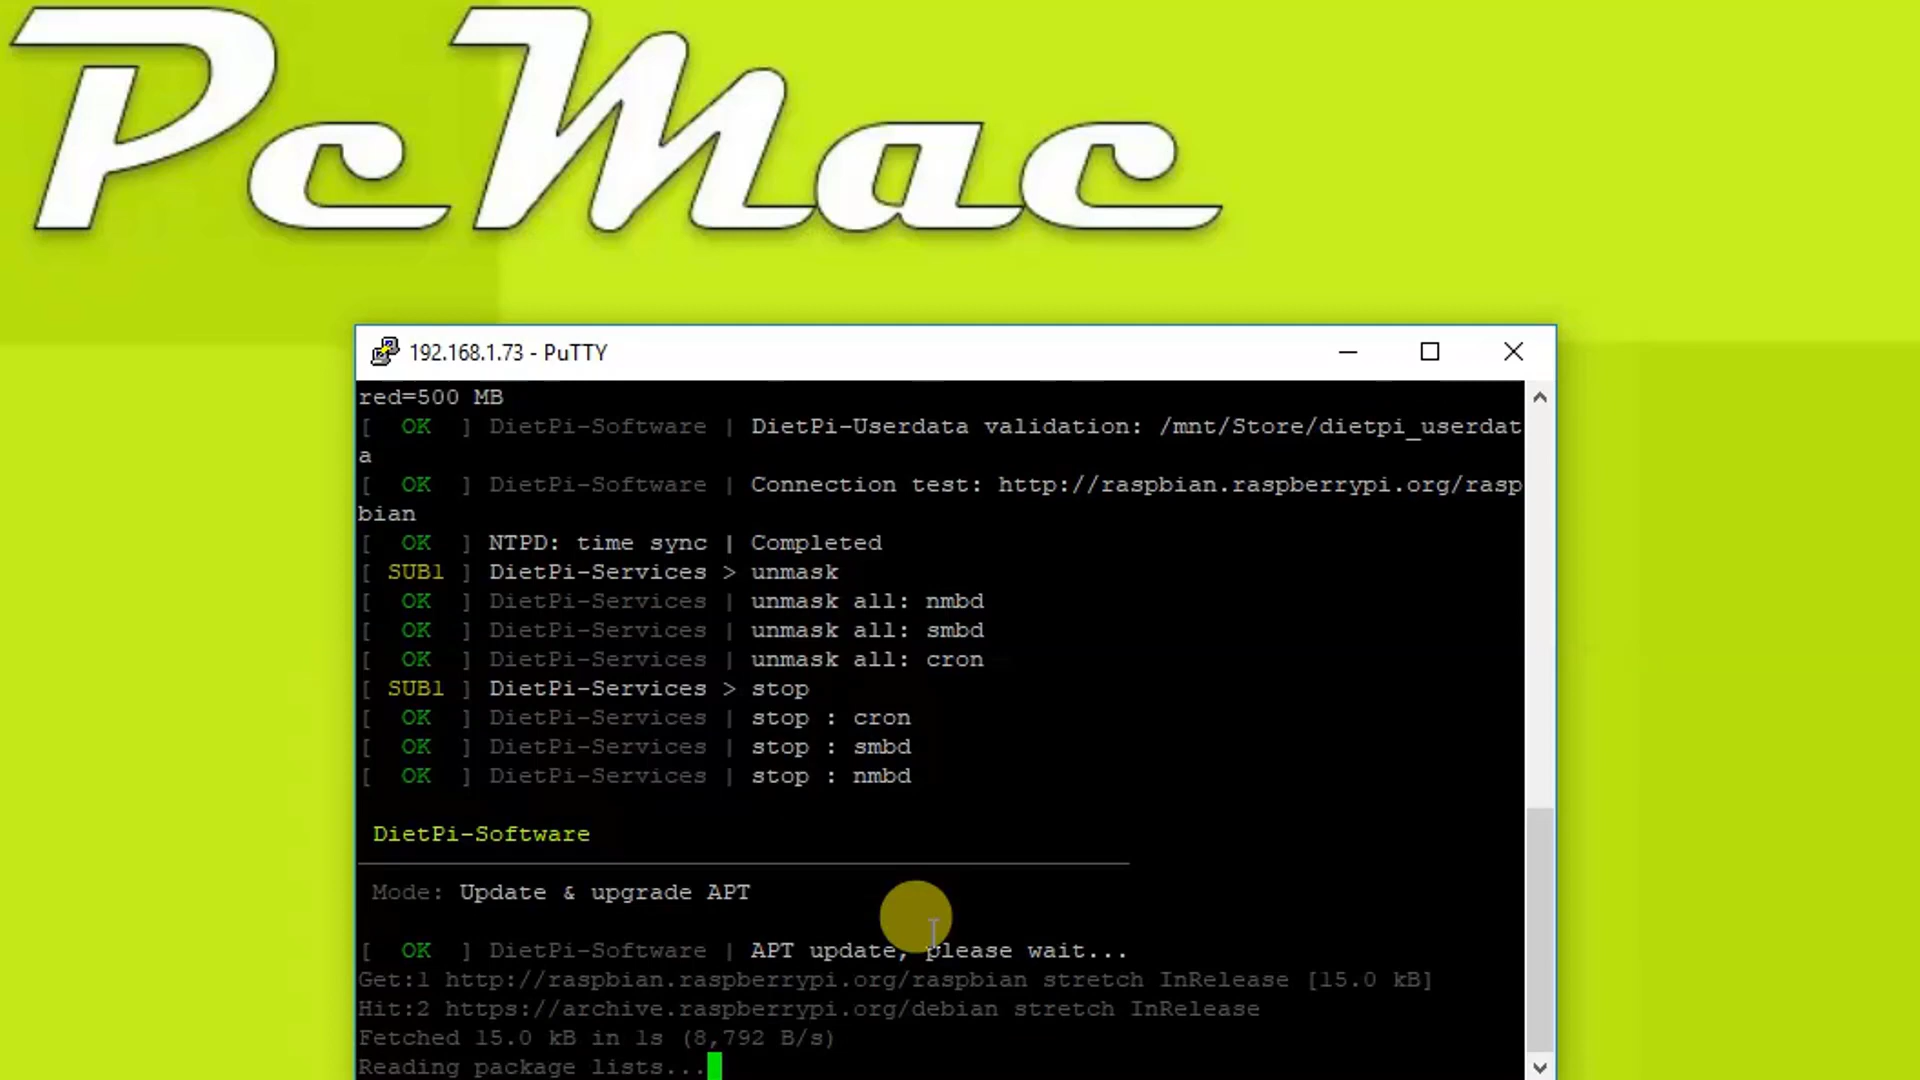 PcMac
192.168.1.73 - PuTTY
red=500 MB
[  OK  ] DietPi-Software | DietPi-Userdata validation: /mnt/Store/dietpi_userdat
a
[  OK  ] DietPi-Software | Connection test: http://raspbian.raspberrypi.org/rasp
bian
[  OK  ] NTPD: time sync | Completed
[ SUB1 ] DietPi-Services > unmask
[  OK  ] DietPi-Services | unmask all: nmbd
[  OK  ] DietPi-Services | unmask all: smbd
[  OK  ] DietPi-Services | unmask all: cron
[ SUB1 ] DietPi-Services > stop
[  OK  ] DietPi-Services | stop : cron
[  OK  ] DietPi-Services | stop : smbd
[  OK  ] DietPi-Services | stop : nmbd
DietPi-Software
Mode: Update & upgrade APT
[  OK  ] DietPi-Software | APT update, please wait...
Get:1 http://raspbian.raspberrypi.org/raspbian stretch InRelease [15.0 kB]
Hit:2 https://archive.raspberrypi.org/debian stretch InRelease
Fetched 15.0 kB in 1s (8,792 B/s)
Reading package lists...